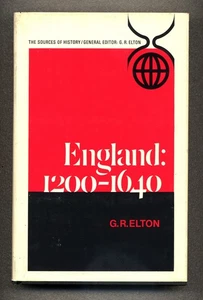 THE SOURCES OF HISTORY/GENERAL EDITOR: G.R.ELTON
England:
1200–1640
G.R.ELTON